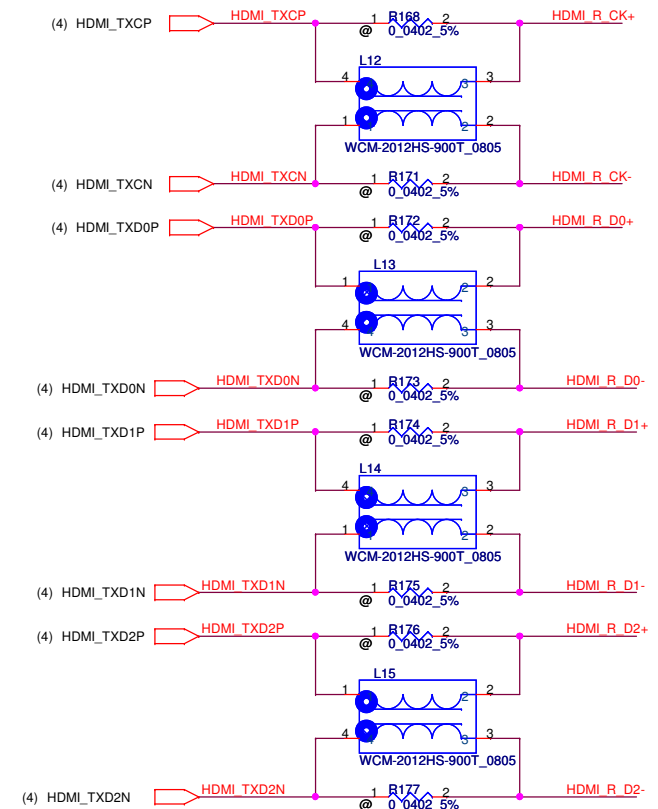 (4) HDMI_TXCP HDMI_TXCP 1 R168 2 HDMI_R_CK+
@ 0_0402_5%
L12
4 3 3
1 2 2
WCM-2012HS-900T_0805
(4) HDMI_TXCN HDMI_TXCN 1 R171 2 HDMI_R_CK-
@ 0_0402_5%
(4) HDMI_TXD0P HDMI_TXD0P 1 R172 2 HDMI_R_D0+
@ 0_0402_5%
L13
1 2 2
4 3 3
WCM-2012HS-900T_0805
(4) HDMI_TXD0N HDMI_TXD0N 1 R173 2 HDMI_R_D0-
@ 0_0402_5%
(4) HDMI_TXD1P HDMI_TXD1P 1 R174 2 HDMI_R_D1+
@ 0_0402_5%
L14
4 3 3
1 2 2
WCM-2012HS-900T_0805
(4) HDMI_TXD1N HDMI_TXD1N 1 R175 2 HDMI_R_D1-
@ 0_0402_5%
(4) HDMI_TXD2P HDMI_TXD2P 1 R176 2 HDMI_R_D2+
@ 0_0402_5%
L15
1 2 2
4 3 3
WCM-2012HS-900T_0805
(4) HDMI_TXD2N HDMI_TXD2N 1 R177 2 HDMI_R_D2-
@ 0_0402_5%